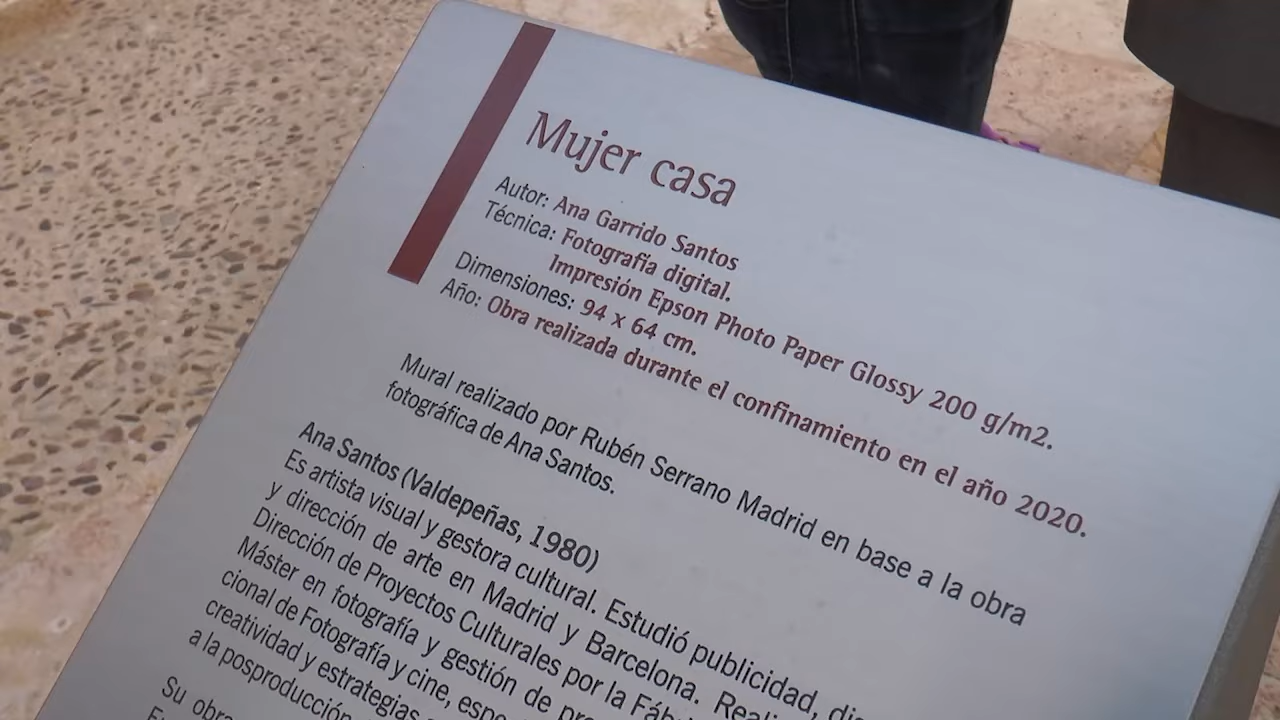 Mujer casa
Autor: Ana Garrido Santos
Técnica: Fotografía digital.
Impresión Epson Photo Paper Glossy 200 g/m2.
Dimensiones: 94 x 64 cm.
Año: Obra realizada durante el confinamiento en el año 2020.
Mural realizado por Rubén Serrano Madrid en base a la obra
fotográfica de Ana Santos.
Ana Santos (Valdepeñas, 1980)
Es artista visual y gestora cultural. Estudió publicidad,
y dirección de arte en Madrid y Barcelona.
Dirección de Proyectos Culturales por la
Máster en fotografía y gestión de
cional de Fotografía y cine,
creatividad y estrategias
a la posproducción
Su obra